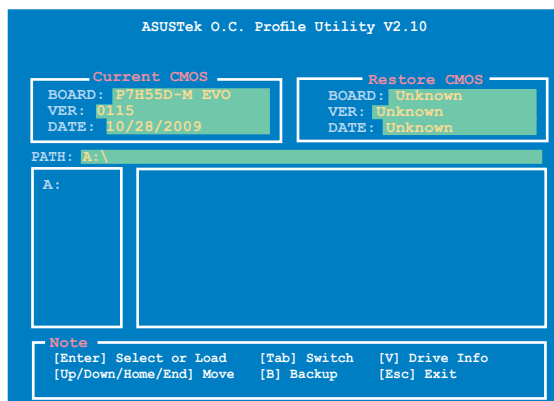 ASUSTek O.C. Profile Utility V2.10
Current CMOS
BOARD: P7H55D-M EVO
VER: 0115
DATE: 10/28/2009
Restore CMOS
BOARD: Unknown
VER: Unknown
DATE: Unknown
PATH: A:\
A:
Note
[Enter] Select or Load [Tab] Switch [V] Drive Info
[Up/Down/Home/End] Move [B] Backup [Esc] Exit